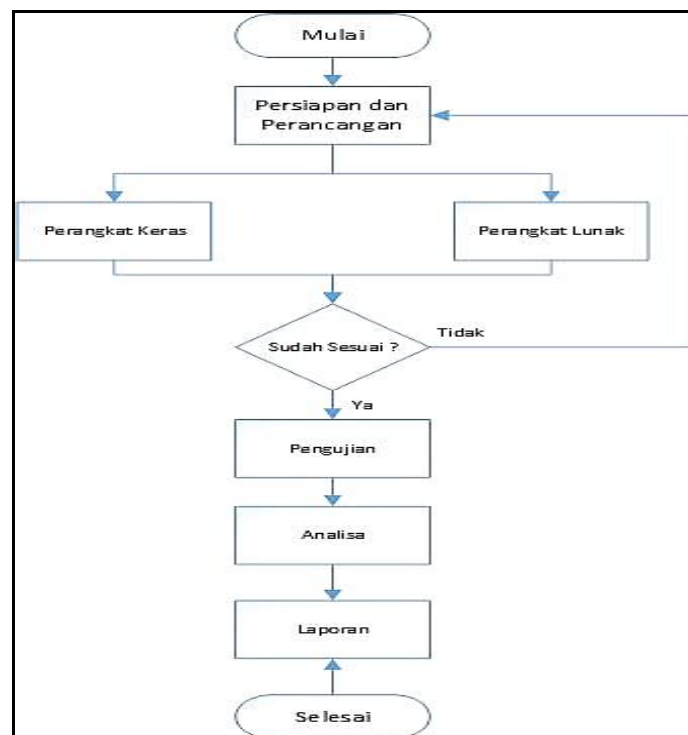 Mulai
Persiapan dan
Perancangan
Perangkat Keras
Perangkat Lunak
Sudah Sesuai ?
Tidak
Ya
Pengujian
Analisa
Laporan
Selesai